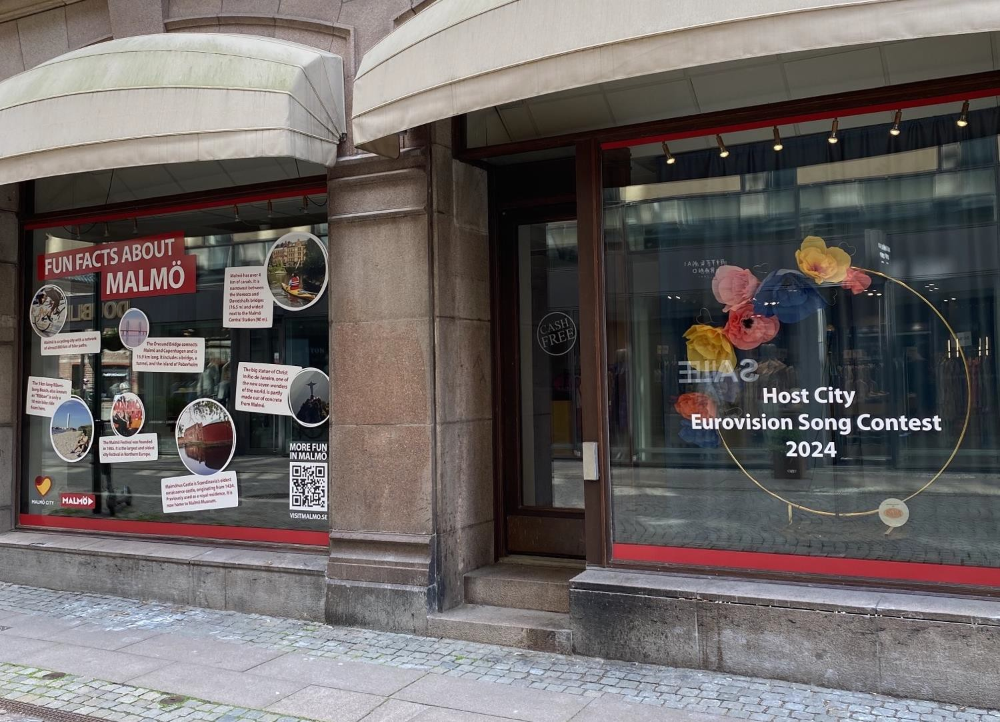 FUN FACTS ABOUT
MALMÖ
Malmö is a cycling city with a network
of almost 600 km of bike paths.
The Öresund Bridge connects
Malmö and Copenhagen and is
15,9 km long. It includes a bridge, a
tunnel, and the island of Peberholm
Malmö has over 4
km of canals. It is
narrowest between
the Moresco and
Davidshalls bridges
(16.5 m) and widest
next to the Malmö
Central Station (90 m).
The 3 km long Ribers-
borg Beach, also known
as "Ribban" is only a
10 min bike ride
from here.
The Malmö Festival was founded
in 1985. It is the largest and oldest
city festival in Northern Europe.
The big statue of Christ
in Rio de Janeiro, one of
the new seven wonders
of the world, is partly
made out of concrete
from Malmö.
Malmöhus Castle is Scandinavia's oldest
renaissance castle, originating from 1434.
Previously used as a royal residence, it is
now home to Malmö Museum.
MORE FUN
IN MALMÖ
VISITMALMO.SE
MALMÖ CITY
MALMÖ
CASH
FREE
SALE
Host City
Eurovision Song Contest
2024